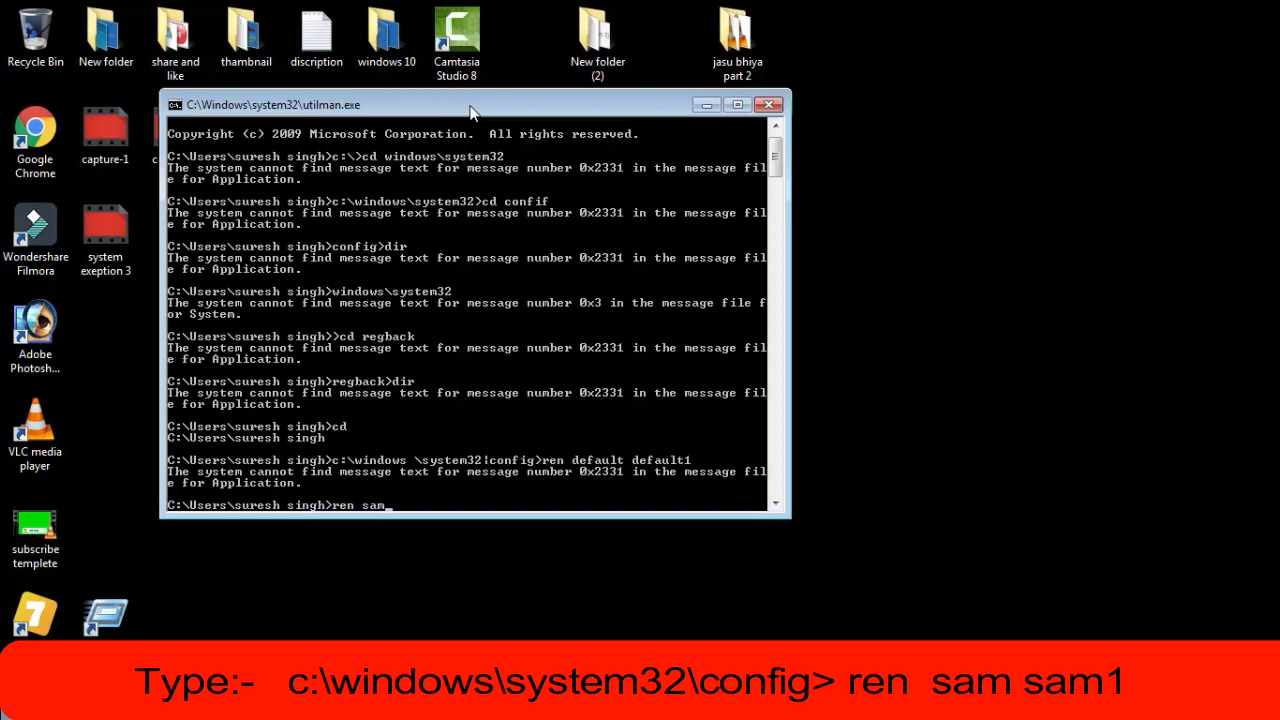 Recycle Bin
New folder
share and
like
thumbnail
discription
windows 10
Camtasia
Studio 8
New folder
(2)
jasu bhiya
part 2
Google
Chrome
capture-1
c
Wondershare
Filmora
system
exeption 3
Adobe
Photosh...
VLC media
player
subscribe
templete
7
C:\Windows\system32\utilman.exe
Copyright (c) 2009 Microsoft Corporation.  All rights reserved.
C:\Users\suresh singh>c:\>cd windows\system32
The system cannot find message text for message number 0x2331 in the message fil
e for Application.
C:\Users\suresh singh>c:\windows\system32>cd confif
The system cannot find message text for message number 0x2331 in the message fil
e for Application.
C:\Users\suresh singh>config>dir
The system cannot find message text for message number 0x2331 in the message fil
e for Application.
C:\Users\suresh singh>windows\system32
The system cannot find message text for message number 0x3 in the message file f
or System.
C:\Users\suresh singh>>cd regback
The system cannot find message text for message number 0x2331 in the message fil
e for Application.
C:\Users\suresh singh>regback>dir
The system cannot find message text for message number 0x2331 in the message fil
e for Application.
C:\Users\suresh singh>cd
C:\Users\suresh singh
C:\Users\suresh singh>c:\windows \system32|config>ren default default1
The system cannot find message text for message number 0x2331 in the message fil
e for Application.
C:\Users\suresh singh>ren sam_
Type:-   c:\windows\system32\config> ren  sam sam1